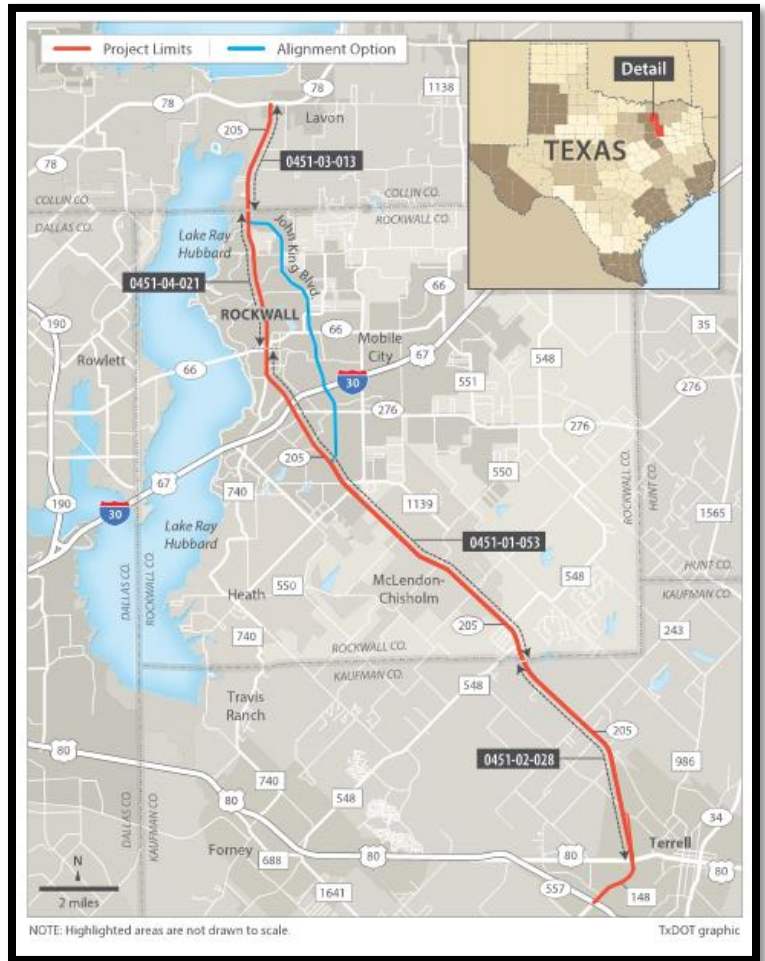 Project Limits
Alignment Option
Detail
TEXAS
78
78
1138
205
Lavon
78
0451-03-013
COLLIN CO.
DALLAS CO.
COLLIN CO.
ROCKWALL CO.
Lake Ray
Hubbard
John King Blvd.
0451-04-021
66
ROCKWALL
190
66
Mobile
City
67
35
Rowlett
66
548
30
551
276
276
276
205
67
740
550
190
30
1139
ROCKWALL CO.
HUNT CO.
1565
Lake Ray
Hubbard
0451-01-053
DALLAS CO.
ROCKWALL CO.
McLendon-
Chisholm
548
HUNT CO.
KAUFMAN CO.
Heath
550
740
205
243
ROCKWALL CO.
KAUFMAN CO.
548
Travis
Ranch
205
80
0451-02-028
986
740
548
80
34
DALLAS CO.
KAUFMAN CO.
Forney
688
80
80
Terrell
80
N
2 miles
1641
557
148
NOTE: Highlighted areas are not drawn to scale.
TxDOT graphic